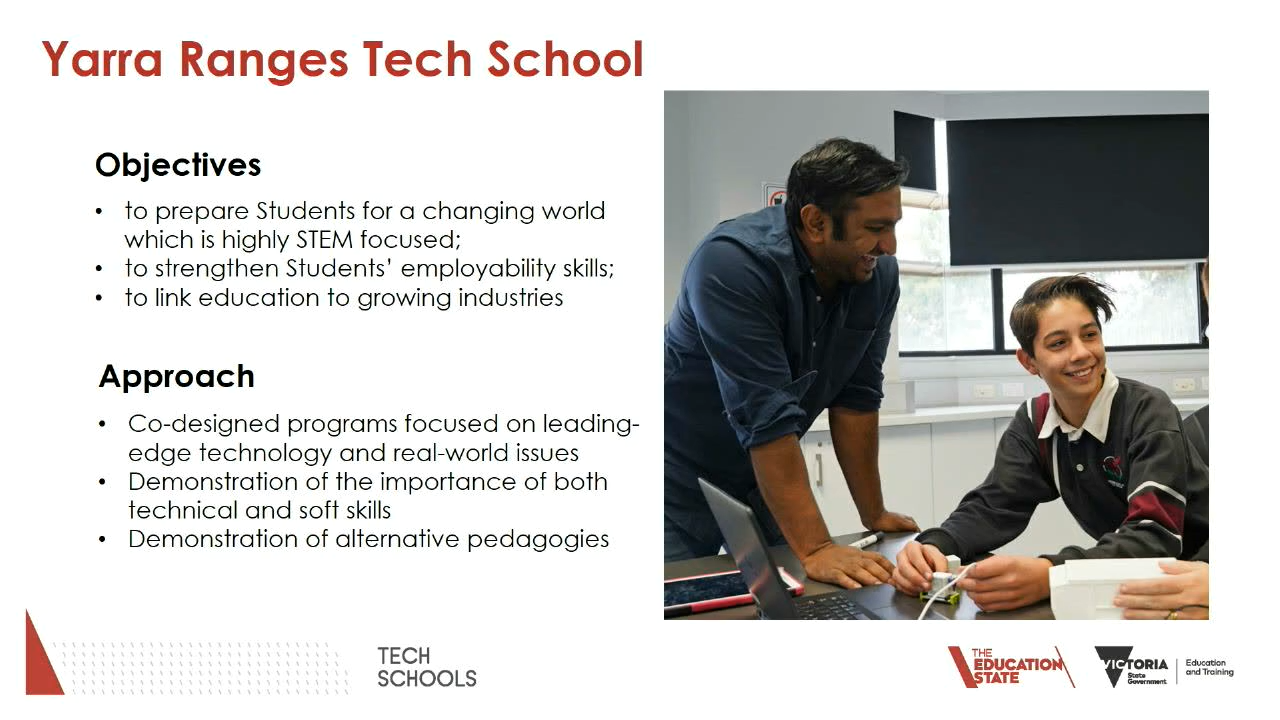 Yarra Ranges Tech School
Objectives
• to prepare Students for a changing world
which is highly STEM focused;
• to strengthen Students’ employability skills;
• to link education to growing industries
Approach
• Co-designed programs focused on leading-
edge technology and real-world issues
• Demonstration of the importance of both
technical and soft skills
• Demonstration of alternative pedagogies
TECH
SCHOOLS
THE
EDUCATION
STATE
VICTORIA
State
Government
Education
and Training